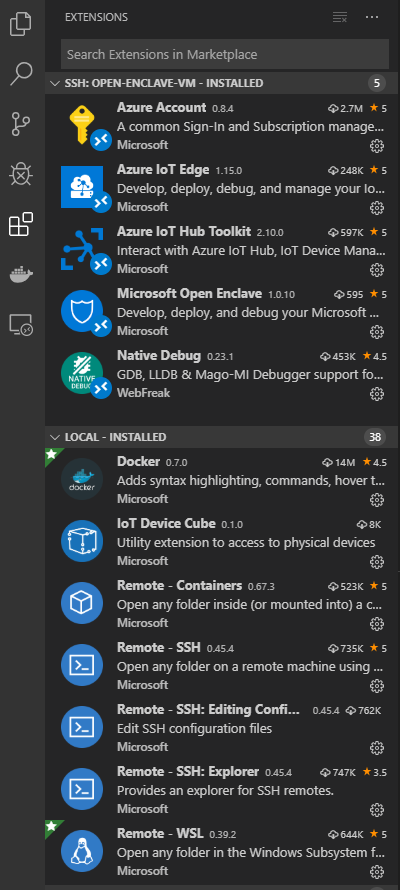 EXTENSIONS
Search Extensions in Marketplace
SSH: OPEN-ENCLAVE-VM - INSTALLED 5
Azure Account 0.8.4 2.7M ★ 5
A common Sign-In and Subscription manage...
Microsoft
Azure IoT Edge 1.15.0 248K ★ 5
Develop, deploy, debug, and manage your Io...
Microsoft
Azure IoT Hub Toolkit 2.10.0 597K ★ 5
Interact with Azure IoT Hub, IoT Device Mana...
Microsoft
Microsoft Open Enclave 1.0.10 595 ★ 5
Develop, deploy, and debug your Microsoft ...
Microsoft
NATIVE DEBUG
Native Debug 0.23.1 453K ★ 4.5
GDB, LLDB & Mago-MI Debugger support fo...
WebFreak
LOCAL - INSTALLED 38
docker
Docker 0.7.0 14M ★ 4.5
Adds syntax highlighting, commands, hover t...
Microsoft
IoT Device Cube 0.1.0 8K
Utility extension to access to physical devices
Microsoft
Remote - Containers 0.67.3 523K ★ 5
Open any folder inside (or mounted into) a c...
Microsoft
Remote - SSH 0.45.4 735K ★ 5
Open any folder on a remote machine using ...
Microsoft
Remote - SSH: Editing Confi... 0.45.4 762K
Edit SSH configuration files
Microsoft
Remote - SSH: Explorer 0.45.4 747K ★ 3.5
Provides an explorer for SSH remotes.
Microsoft
Remote - WSL 0.39.2 644K ★ 5
Open any folder in the Windows Subsystem f...
Microsoft